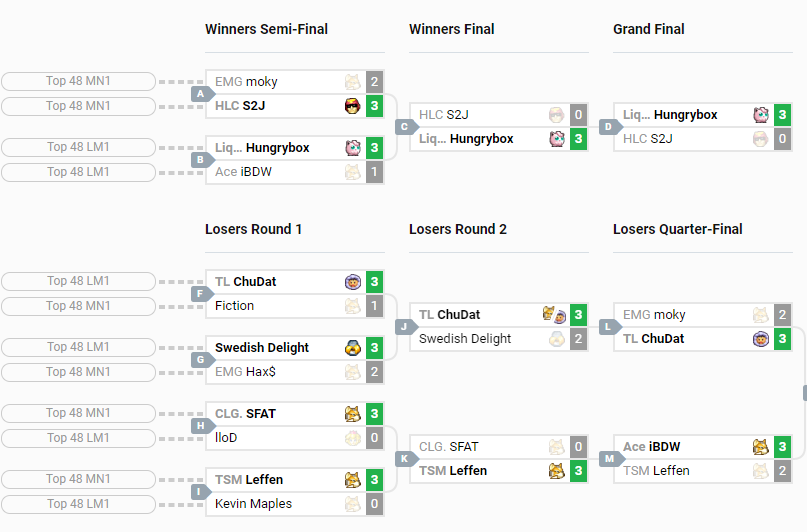 Winners Semi-Final Winners Final Grand Final
Top 48 MN1 EMG moky 2
A
Top 48 MN1 HLC S2J 3
HLC S2J 0 Liq... Hungrybox 3
C D
Liq... Hungrybox 3 HLC S2J 0
Top 48 LM1 Liq... Hungrybox 3
B
Top 48 LM1 Ace iBDW 1
Losers Round 1 Losers Round 2 Losers Quarter-Final
Top 48 LM1 TL ChuDat 3
F
Top 48 MN1 Fiction 1
TL ChuDat 3 EMG moky 2
J L
Swedish Delight 2 TL ChuDat 3
Top 48 LM1 Swedish Delight 3
G
Top 48 MN1 EMG Hax$ 2
Top 48 MN1 CLG. SFAT 3
H
Top 48 LM1 lloD 0
CLG. SFAT 0 Ace iBDW 3
K M
TSM Leffen 3 TSM Leffen 2
Top 48 MN1 TSM Leffen 3
I
Top 48 LM1 Kevin Maples 0